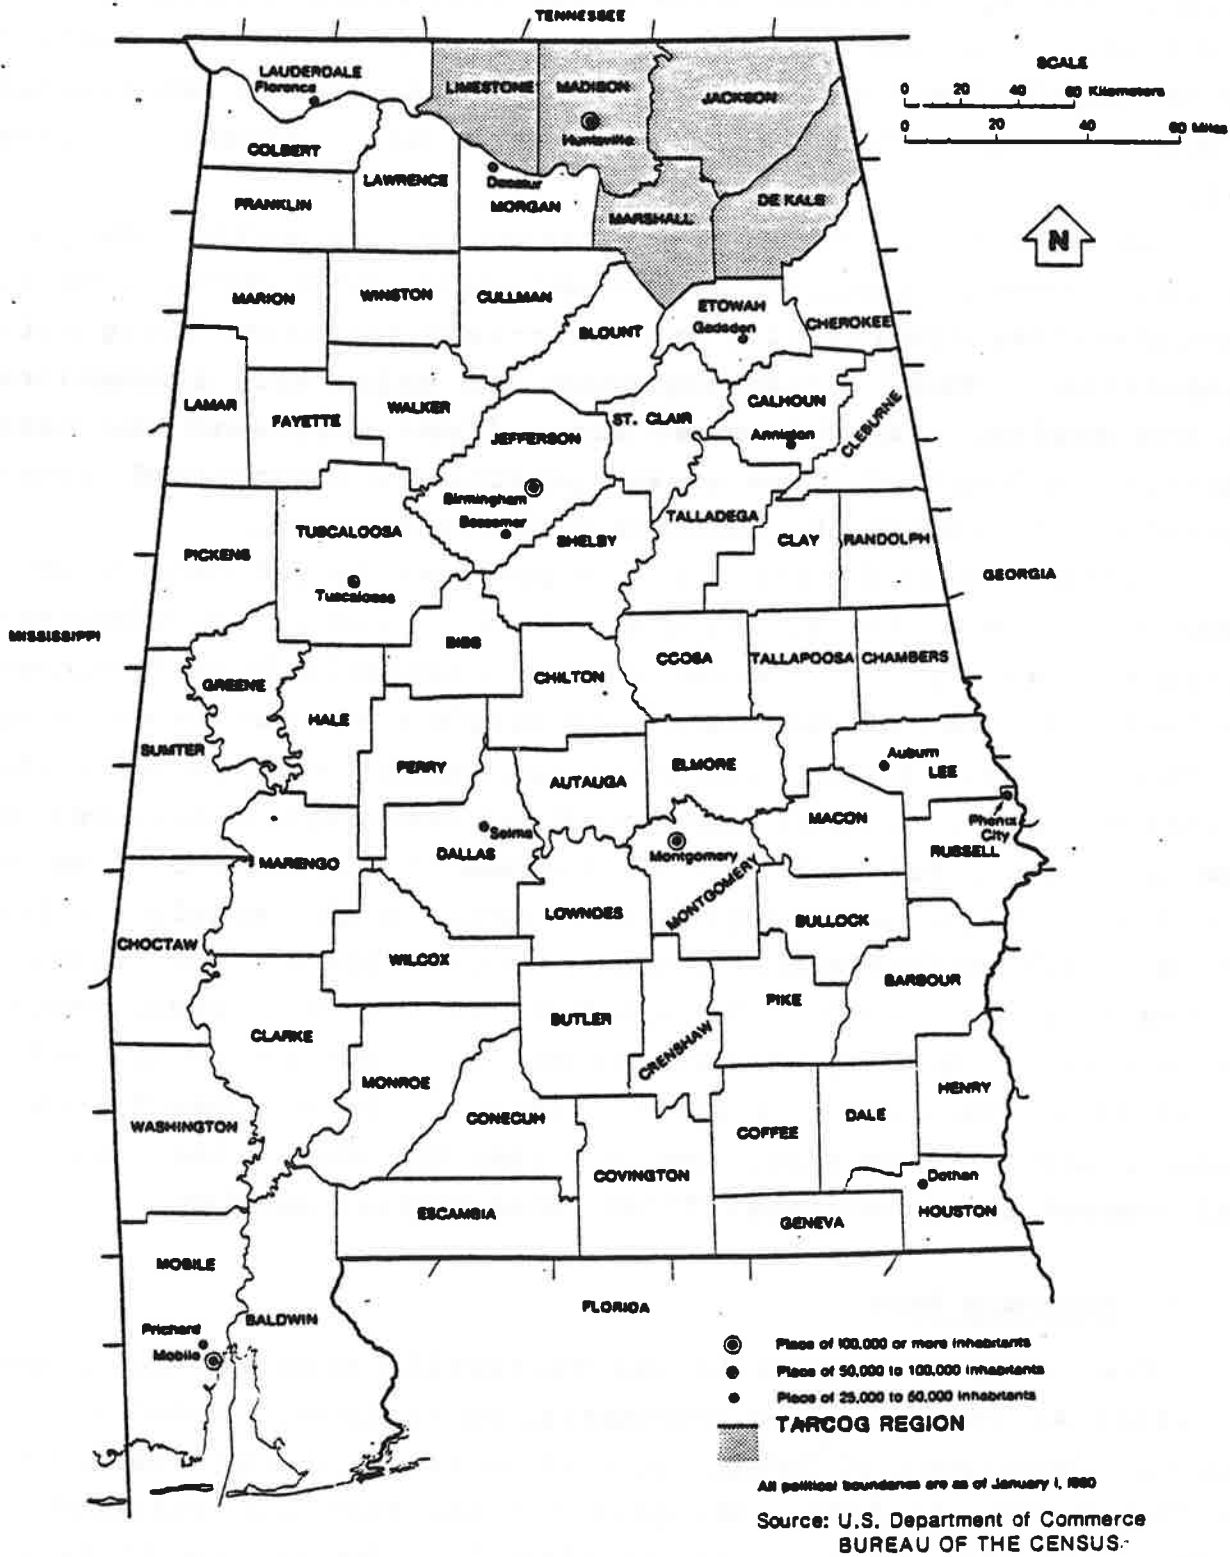 TENNESSEE
SCALE
0 20 40 60 Kilometers
0 20 40 60 Miles
LAUDERDALE
Florence
LIMESTONE
MADISON
Huntsville
JACKSON
COLBERT
LAWRENCE
Decatur
MORGAN
FRANKLIN
MARSHALL
DE KALB
N
MARION
WINSTON
CULLMAN
BLOUNT
ETOWAH
Gadsden
CHEROKEE
LAMAR
FAYETTE
WALKER
JEFFERSON
ST. CLAIR
CALHOUN
Anniston
CLEBURNE
Birmingham
Bessemer
SHELBY
TALLADEGA
CLAY
RANDOLPH
PICKENS
TUSCALOOSA
Tuscaloosa
GEORGIA
MISSISSIPPI
BIBB
GREENE
HALE
CHILTON
COOSA
TALLAPOOSA
CHAMBERS
SUMTER
PERRY
AUTAUGA
ELMORE
Auburn
LEE
Phenix
City
MACON
RUSSELL
Selma
DALLAS
Montgomery
MONTGOMERY
MARENGO
LOWNDES
BULLOCK
CHOCTAW
WILCOX
BARBOUR
PIKE
CLARKE
BUTLER
CRENSHAW
MONROE
CONECUH
HENRY
DALE
COFFEE
WASHINGTON
COVINGTON
Dothan
HOUSTON
ESCAMBIA
GENEVA
MOBILE
BALDWIN
Prichard
Mobile
FLORIDA
Place of 100,000 or more inhabitants
Place of 50,000 to 100,000 inhabitants
Place of 25,000 to 50,000 inhabitants
TARCOG REGION
All political boundaries are as of January 1, 1980
Source: U.S. Department of Commerce
BUREAU OF THE CENSUS.